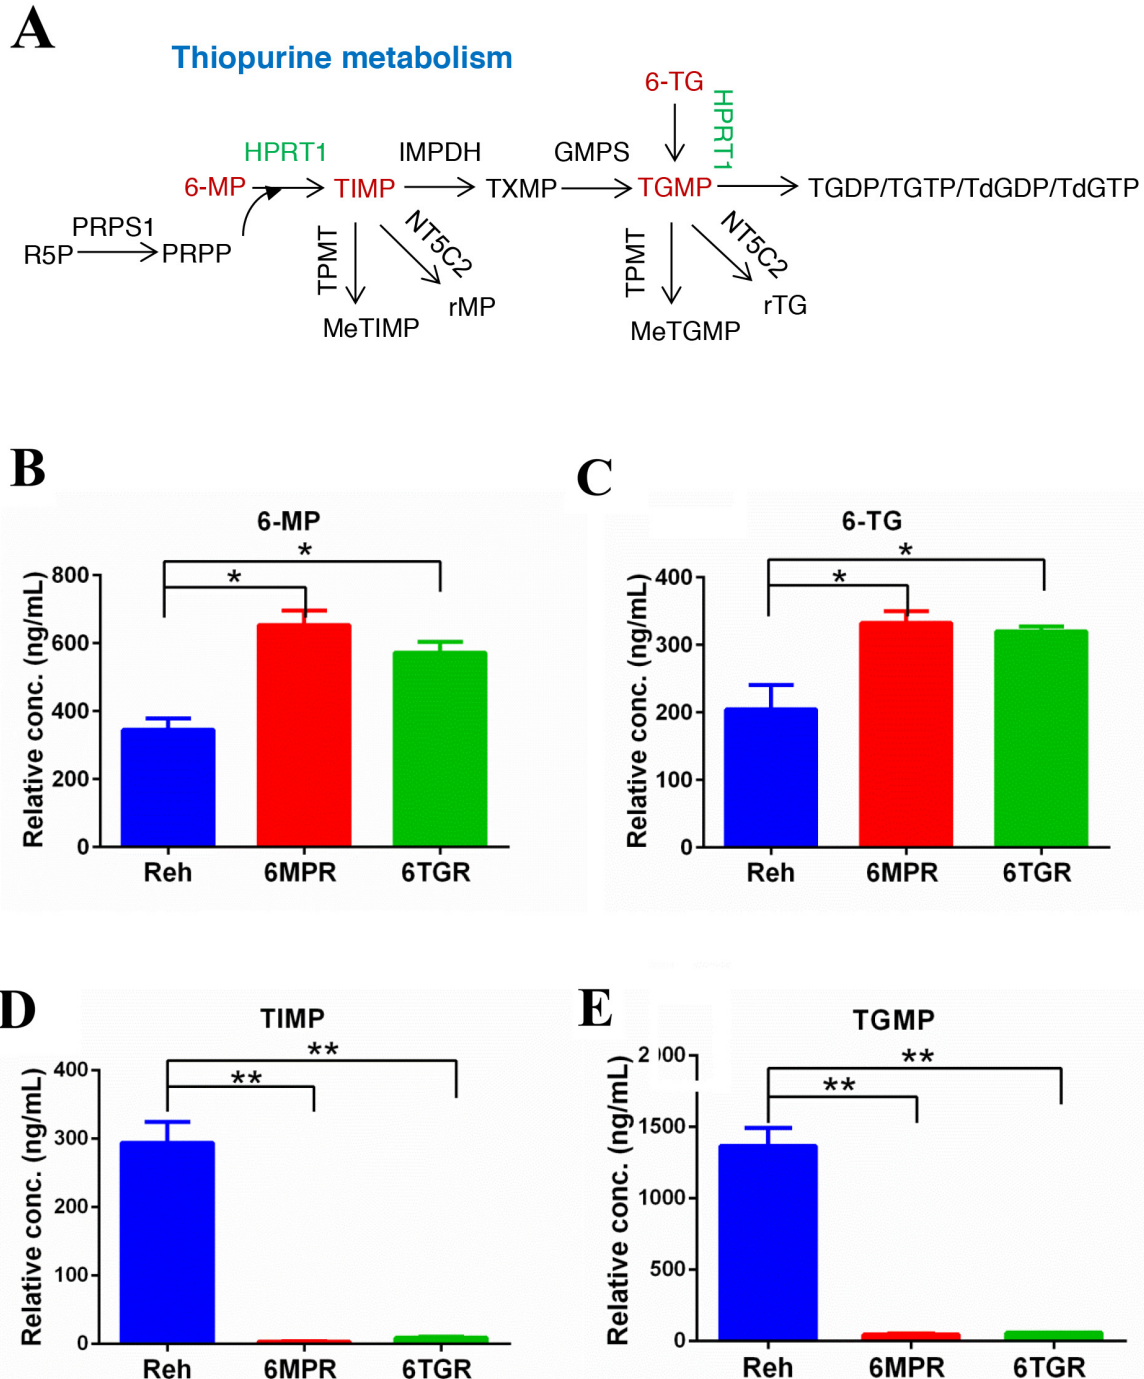 A
Thiopurine metabolism
6-TG
HPRT1
HPRT1 IMPDH GMPS
6-MP TIMP TXMP TGMP TGDP/TGTP/TdGDP/TdGTP
PRPS1
R5P PRPP
TPMT NT5C2 TPMT NT5C2
rMP rTG
MeTIMP MeTGMP
B
6-MP
*
*
Relative conc. (ng/mL)
800
600
400
200
0
Reh 6MPR 6TGR
C
6-TG
*
*
Relative conc. (ng/mL)
400
300
200
100
0
Reh 6MPR 6TGR
D
TIMP
**
**
Relative conc. (ng/mL)
400
300
200
100
0
Reh 6MPR 6TGR
E
TGMP
**
**
Relative conc. (ng/mL)
1500
1000
500
0
Reh 6MPR 6TGR